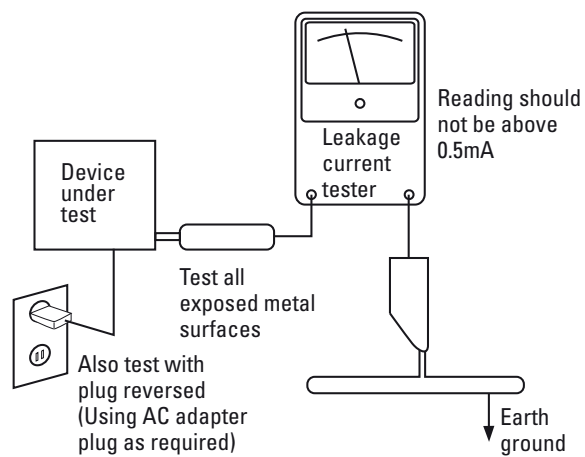 Reading should
not be above
0.5mA
Leakage
current
tester
Device
under
test
Test all
exposed metal
surfaces
Also test with
plug reversed
(Using AC adapter
plug as required)
Earth
ground